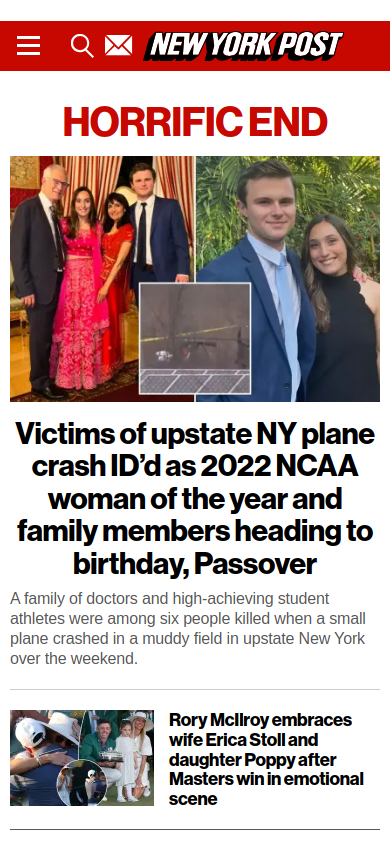 NEW YORK POST
HORRIFIC END
Victims of upstate NY plane
crash ID’d as 2022 NCAA
woman of the year and
family members heading to
birthday, Passover
A family of doctors and high-achieving student
athletes were among six people killed when a small
plane crashed in a muddy field in upstate New York
over the weekend.
Rory McIlroy embraces
wife Erica Stoll and
daughter Poppy after
Masters win in emotional
scene